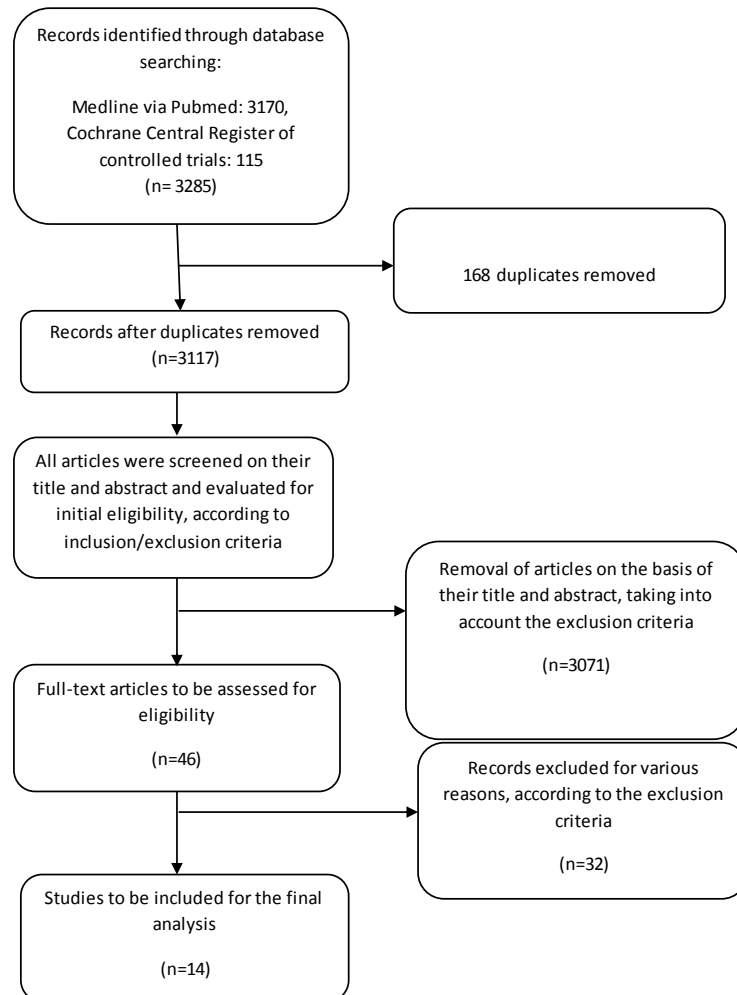 Records identified through database
searching:
Medline via Pubmed: 3170,
Cochrane Central Register of
controlled trials: 115
(n= 3285)
168 duplicates removed
Records after duplicates removed
(n=3117)
All articles were screened on their
title and abstract and evaluated for
initial eligibility, according to
inclusion/exclusion criteria
Removal of articles on the basis of
their title and abstract, taking into
account the exclusion criteria
(n=3071)
Full-text articles to be assessed for
eligibility
(n=46)
Records excluded for various
reasons, according to the exclusion
criteria
(n=32)
Studies to be included for the final
analysis
(n=14)